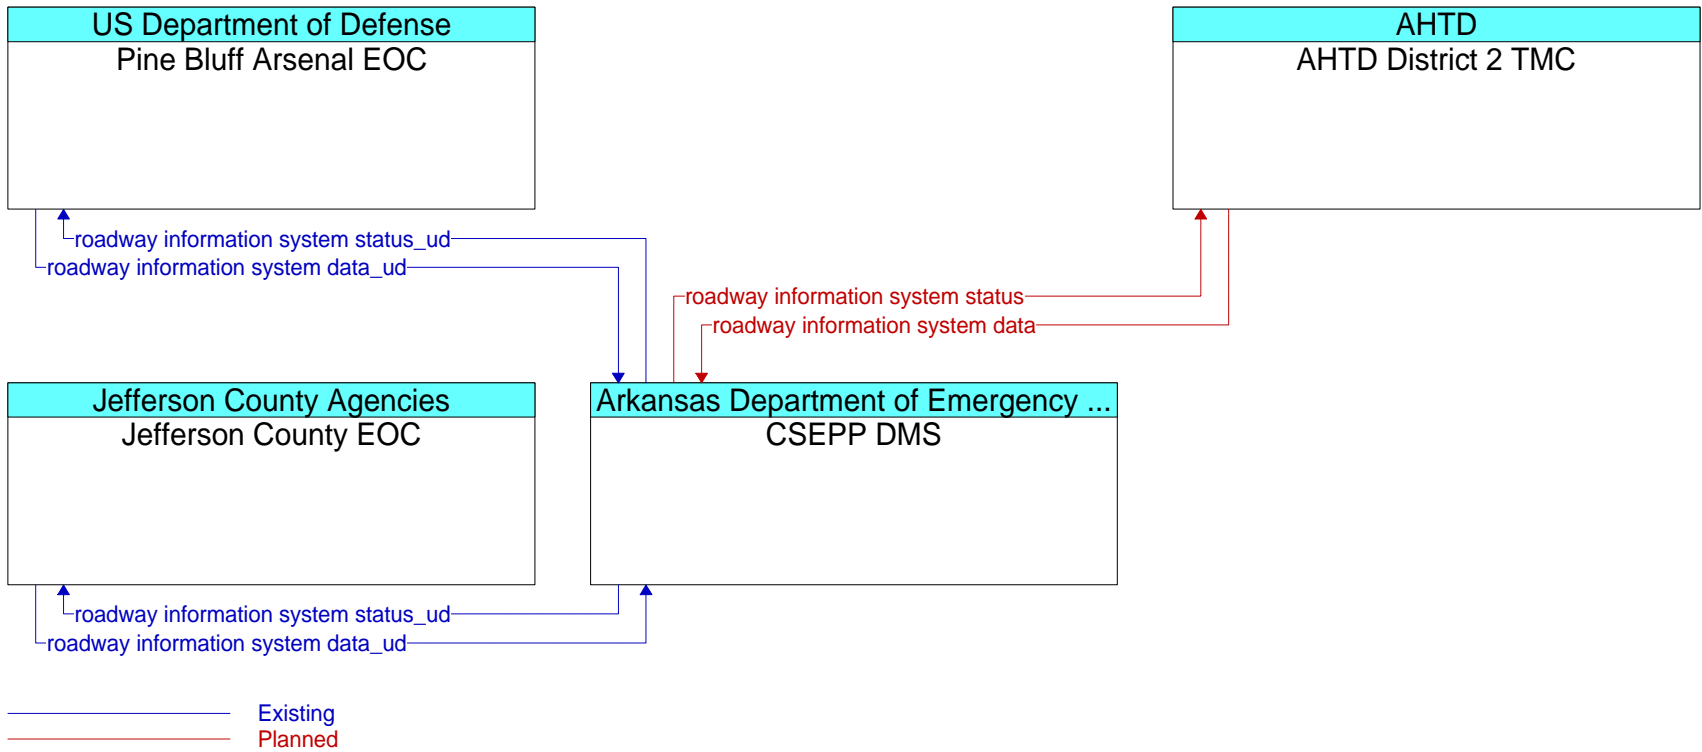 US Department of Defense
Pine Bluff Arsenal EOC
AHTD
AHTD District 2 TMC
roadway information system status_ud
roadway information system data_ud
roadway information system status
roadway information system data
Jefferson County Agencies
Jefferson County EOC
Arkansas Department of Emergency ...
CSEPP DMS
roadway information system status_ud
roadway information system data_ud
Existing
Planned